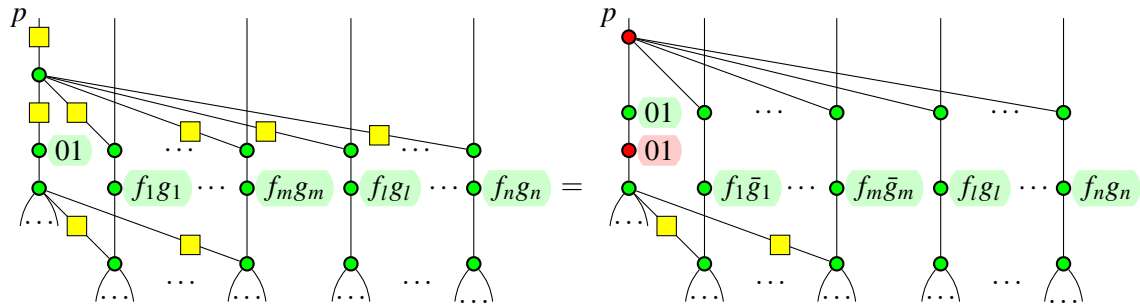 p p
... ...
01
01 ... ... 01
f₁g₁ ... fₘgₘ fₗgₗ ... fₙgₙ = f₁ḡ₁ ... fₘḡₘ fₗgₗ ... fₙgₙ
... ...
... ... ... ... ... ... ... ... ... ... ... ...